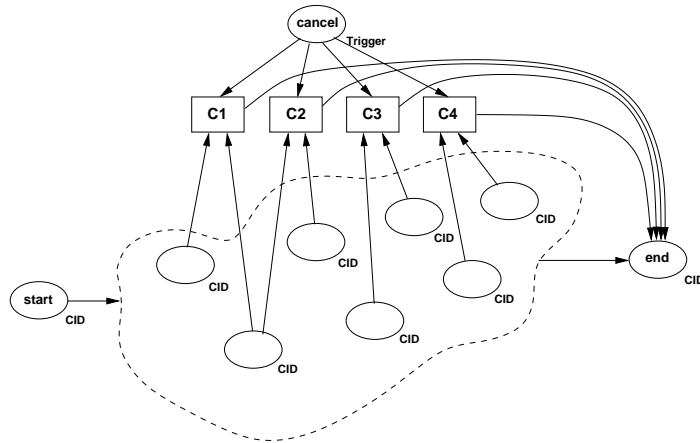 cancel
Trigger
C1
C2
C3
C4
CID
CID
CID
CID
CID
end
CID
CID
start
CID
CID
CID